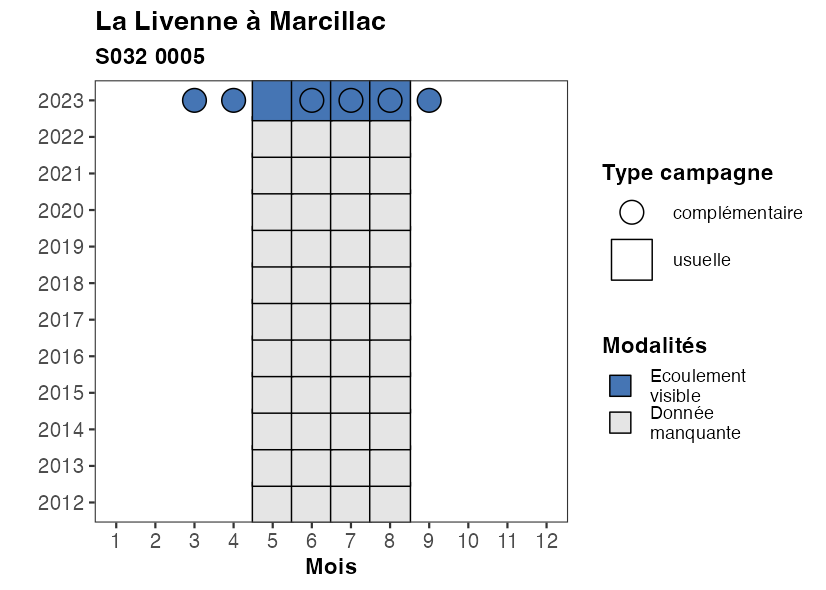 La Livenne à Marcillac
S032 0005
2023
2022
2021
2020
2019
2018
2017
2016
2015
2014
2013
2012
1 2 3 4 5 6 7 8 9 10 11 12
Mois
Type campagne
complémentaire
usuelle
Modalités
Ecoulement
visible
Donnée
manquante